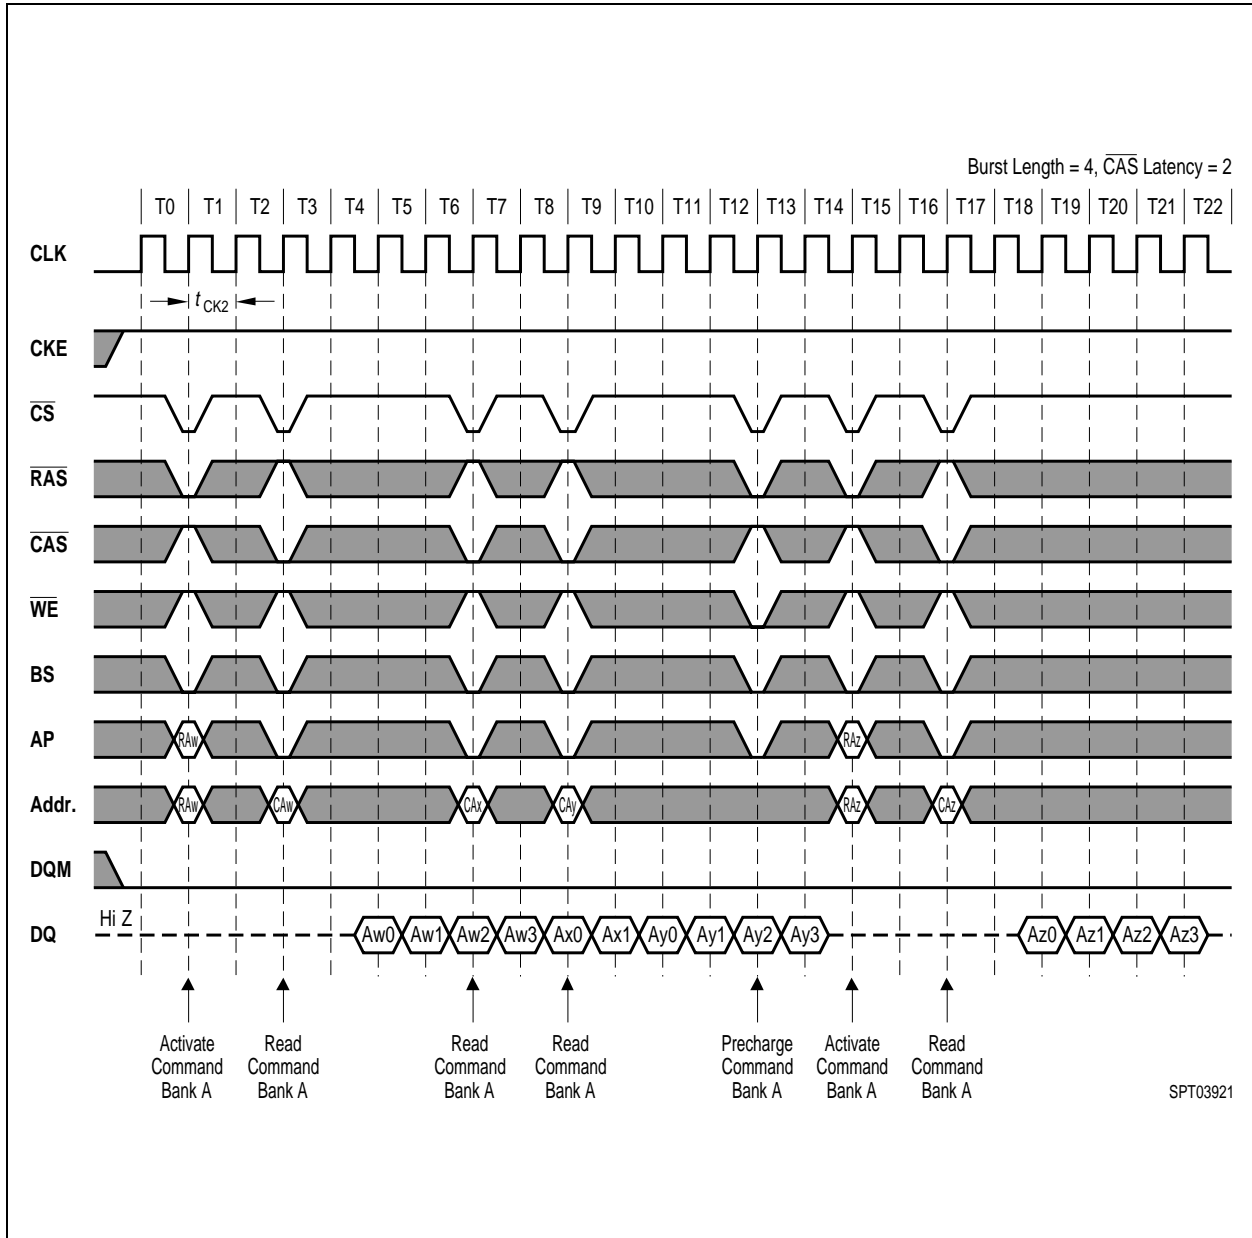 Burst Length = 4, CAS Latency = 2
T0 T1 T2 T3 T4 T5 T6 T7 T8 T9 T10 T11 T12 T13 T14 T15 T16 T17 T18 T19 T20 T21 T22
CLK
t CK2
CKE
CS
RAS
CAS
WE
BS
AP RAw RAz
Addr. RAw CAw CAx CAy RAz CAz
DQM
Hi Z
DQ Aw0 Aw1 Aw2 Aw3 Ax0 Ax1 Ay0 Ay1 Ay2 Ay3 Az0 Az1 Az2 Az3
Activate Command Bank A
Read Command Bank A
Read Command Bank A
Read Command Bank A
Precharge Command Bank A
Activate Command Bank A
Read Command Bank A
SPT03921